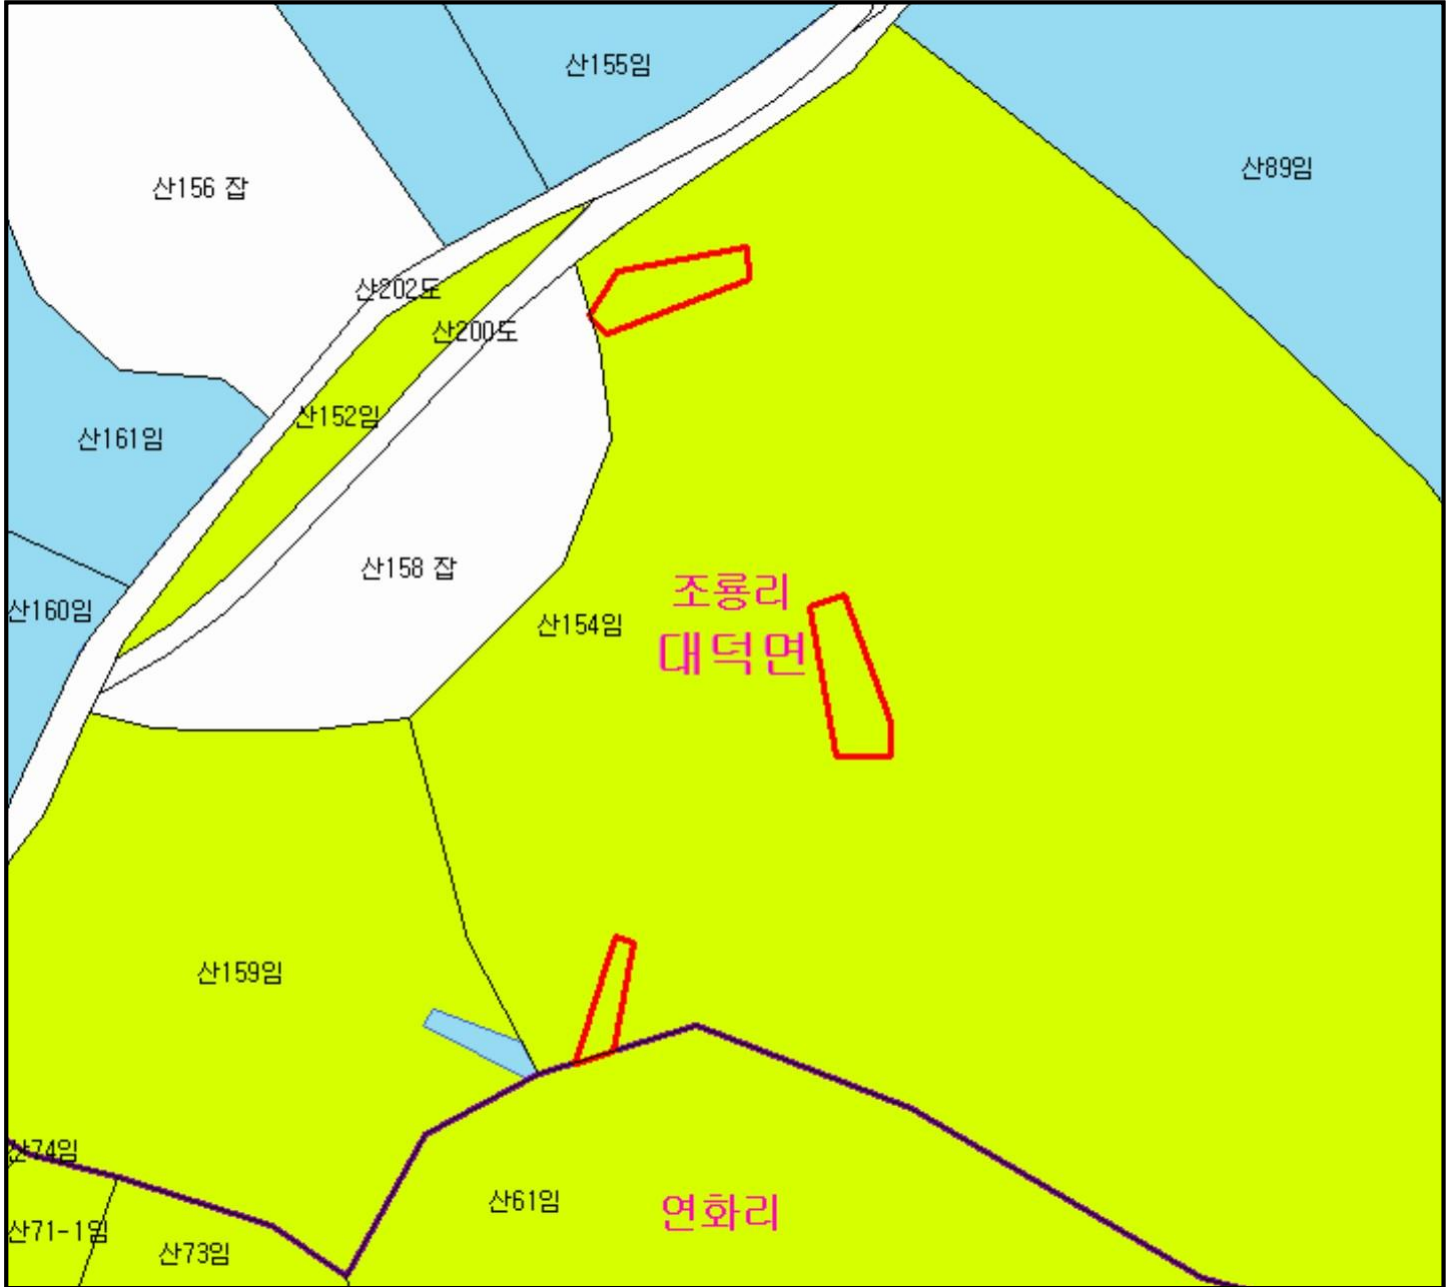 산155임
산89임
산156 잡
산202도
산200도
산152임
산161임
산158 잡
조룡리
산160임
산154임
대덕면
산159임
산74임
산61임
연화리
산71-1임
산73임